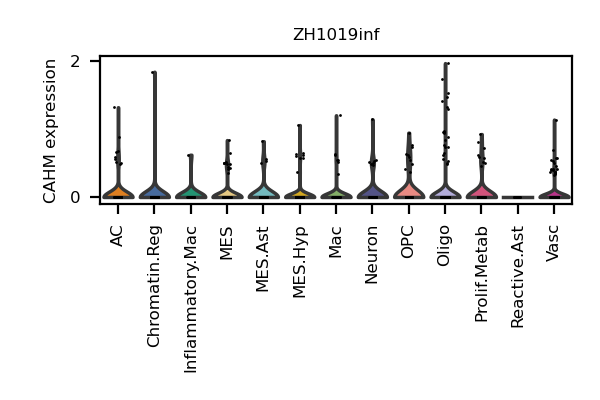 ZH1019inf
CAHM expression
2
0
AC
Chromatin.Reg
Inflammatory.Mac
MES
MES.Ast
MES.Hyp
Mac
Neuron
OPC
Oligo
Prolif.Metab
Reactive.Ast
Vasc